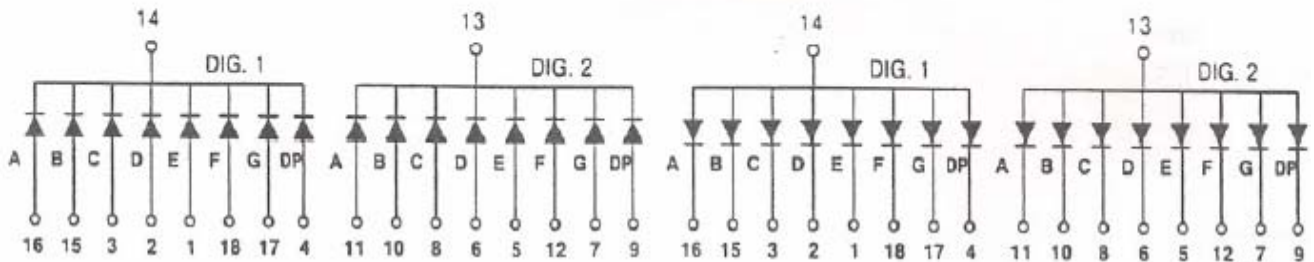 14 13 14 13
DIG. 1 DIG. 2 DIG. 1 DIG. 2
A B C D E F G DP A B C D E F G DP A B C D E F G DP A B C D E F G DP
16 15 3 2 1 18 17 4 11 10 8 6 5 12 7 9 16 15 3 2 1 18 17 4 11 10 8 6 5 12 7 9